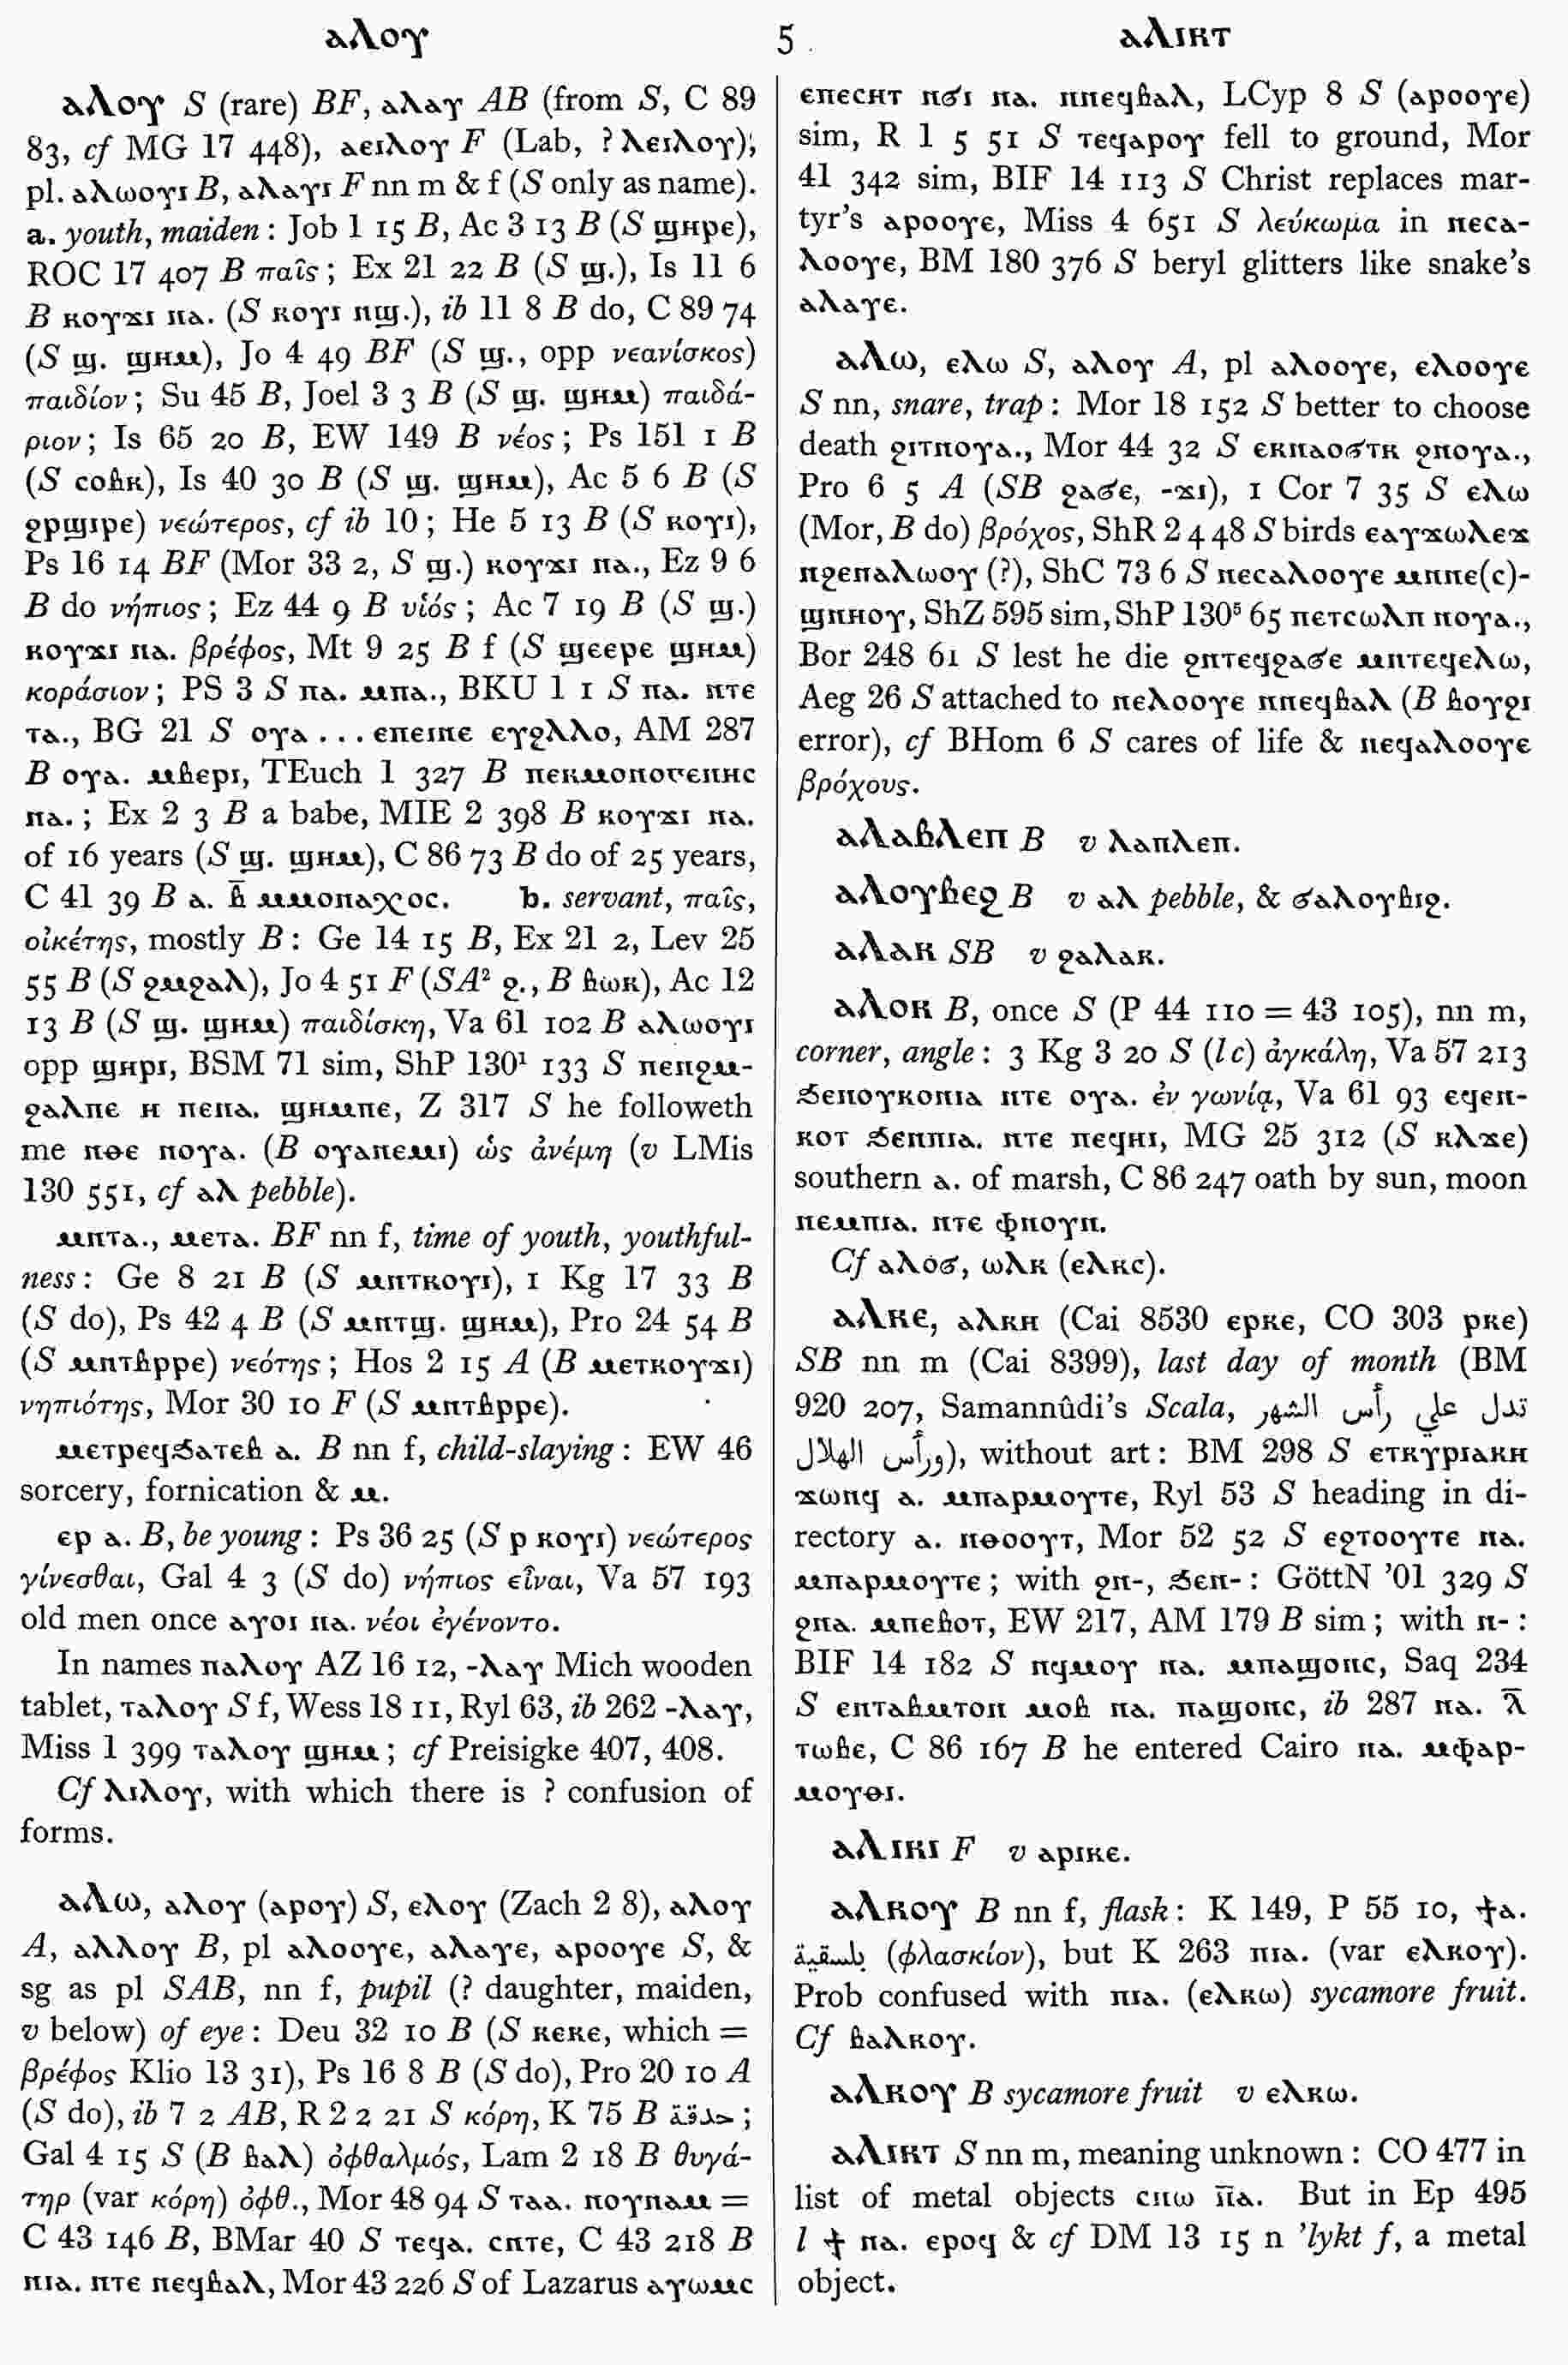 ⲁⲗⲟⲩ 5 ⲁⲗⲓⲕⲧ
ⲁⲗⲟⲩ S (rare) BF, ⲁⲗⲁⲩ AB (from S, C 89
83, cf MG 17 448), ⲁⲉⲓⲗⲟⲩ F (Lab, ? ⲗⲉⲓⲗⲟⲩ);
pl. ⲁⲗⲱⲟⲩⲓ B, ⲁⲗⲁⲩⲓ F nn m & f (S only as name).
a. youth, maiden: Job 1 15 B, Ac 3 13 B (S ϣⲏⲣⲉ),
ROC 17 407 B παῖς; Ex 21 22 B (S ϣ.), Is 11 6
B ⲕⲟⲩϫⲓ ⲛⲁ. (S ⲕⲟⲩⲓ ⲛϣ.), ib 11 8 B do, C 89 74
(S ϣ. ϣⲏⲙ), Jo 4 49 BF (S ϣ., opp νεανίσκος)
παιδίον; Su 45 B, Joel 3 3 B (S ϣ. ϣⲏⲙ) παιδά-
ριον; Is 65 20 B, EW 149 B νέος; Ps 151 1 B
(S ⲥⲟⲃⲕ), Is 40 30 B (S ϣ. ϣⲏⲙ), Ac 5 6 B (S
ϩⲣϣⲓⲣⲉ) νεώτερος, cf ib 10; He 5 13 B (S ⲕⲟⲩⲓ),
Ps 16 14 BF (Mor 33 2, S ϣ.) ⲕⲟⲩϫⲓ ⲛⲁ., Ez 9 6
B do νήπιος; Ez 44 9 B υἱός; Ac 7 19 B (S ϣ.)
ⲕⲟⲩϫⲓ ⲛⲁ. βρέφος, Mt 9 25 B f (S ϣⲉⲉⲣⲉ ϣⲏⲙ)
κοράσιον; PS 3 S ⲡⲁ. ⲙⲡⲁ., BKU 1 1 S ⲡⲁ. ⲛⲧⲉ
ⲧⲁ., BG 21 S ⲟⲩⲁ . . . ⲉⲡⲉⲓⲛⲉ ⲉⲩϩⲗⲗⲟ, AM 287
B ⲟⲩⲁ. ⲙⲃⲉⲣⲓ, TEuch 1 327 B ⲡⲉⲕⲙⲟⲛⲟⲅⲉⲛⲏⲥ
ⲛⲁ.; Ex 2 3 B a babe, MIE 2 398 B ⲕⲟⲩϫⲓ ⲛⲁ.
of 16 years (S ϣ. ϣⲏⲙ), C 86 73 B do of 25 years,
C 41 39 B ⲁ. ⲃ̅ ⲙⲙⲟⲛⲁⲭⲟⲥ. b. servant, παῖς,
οἰκέτης, mostly B: Ge 14 15 B, Ex 21 2, Lev 25
55 B (S ϩⲙϩⲁⲗ), Jo 4 51 F (SA² ϩ., B ⲃⲱⲕ), Ac 12
13 B (S ϣ. ϣⲏⲙ) παιδίσκη, Va 61 102 B ⲁⲗⲱⲟⲩⲓ
opp ϣⲏⲣⲓ, BSM 71 sim, ShP 130¹ 133 S ⲡⲉⲛϩⲙ-
ϩⲁⲗⲡⲉ ⲏ ⲡⲉⲛⲁ. ϣⲏⲙⲡⲉ, Z 317 S he followeth
me ⲛⲑⲉ ⲛⲟⲩⲁ. (B ⲟⲩⲁⲛⲉⲙⲓ) ὡς ἀνέμη (v LMis
130 551, cf ⲁⲗ pebble).
ⲙⲛⲧⲁ., ⲙⲉⲧⲁ. BF nn f, time of youth, youthful-
ness: Ge 8 21 B (S ⲙⲛⲧⲕⲟⲩⲓ), 1 Kg 17 33 B
(S do), Ps 42 4 B (S ⲙⲛⲧϣ. ϣⲏⲙ), Pro 24 54 B
(S ⲙⲛⲧⲃⲣⲣⲉ) νεότης; Hos 2 15 A (B ⲙⲉⲧⲕⲟⲩϫⲓ)
νηπιότης, Mor 30 10 F (S ⲙⲛⲧⲃⲣⲣⲉ).
ⲙⲉⲧⲣⲉϥϧⲁⲧⲉⲃ ⲁ. B nn f, child-slaying: EW 46
sorcery, fornication & ⲙ.
ⲉⲣ ⲁ. B, be young: Ps 36 25 (S ⲣ ⲕⲟⲩⲓ) νεώτερος
γίνεσθαι, Gal 4 3 (S do) νήπιος εἶναι, Va 57 193
old men once ⲁⲩⲟⲓ ⲛⲁ. νέοι ἐγένοντο.
In names ⲡⲁⲗⲟⲩ AZ 16 12, -ⲗⲁⲩ Mich wooden
tablet, ⲧⲁⲗⲟⲩ S f, Wess 18 11, Ryl 63, ib 262 -ⲗⲁⲩ,
Miss 1 399 ⲧⲁⲗⲟⲩ ϣⲏⲙ; cf Preisigke 407, 408.
Cf ⲗⲓⲗⲟⲩ, with which there is ? confusion of
forms.
ⲁⲗⲱ, ⲁⲗⲟⲩ (ⲁⲣⲟⲩ) S, ⲉⲗⲟⲩ (Zach 2 8), ⲁⲗⲟⲩ
A, ⲁⲗⲗⲟⲩ B, pl ⲁⲗⲟⲟⲩⲉ, ⲁⲗⲁⲩⲉ, ⲁⲣⲟⲟⲩⲉ S, &
sg as pl SAB, nn f, pupil (? daughter, maiden,
v below) of eye: Deu 32 10 B (S ⲕⲉⲕⲉ, which =
βρέφος Klio 13 31), Ps 16 8 B (S do), Pro 20 10 A
(S do), ib 7 2 AB, R 2 2 21 S κόρη, K 75 B حدقة;
Gal 4 15 S (B ⲃⲁⲗ) ὀφθαλμός, Lam 2 18 B θυγά-
τηρ (var κόρη) ὀφθ., Mor 48 94 S ⲧⲁⲁ. ⲛⲟⲩⲛⲁⲙ =
C 43 146 B, BMar 40 S ⲧⲉϥⲁ. ⲥⲛⲧⲉ, C 43 218 B
ⲡⲓⲁ. ⲛⲧⲉ ⲡⲉϥⲃⲁⲗ, Mor 43 226 S of Lazarus ⲁⲩⲱⲙⲥ
ⲉⲡⲉⲥⲏⲧ ⲛϭⲓ ⲛⲁ. ⲛⲛⲉϥⲃⲁⲗ, LCyp 8 S (ⲁⲣⲟⲟⲩⲉ)
sim, R 1 5 51 S ⲧⲉϥⲁⲣⲟⲩ fell to ground, Mor
41 342 sim, BIF 14 113 S Christ replaces mar-
tyr's ⲁⲣⲟⲟⲩⲉ, Miss 4 651 S λεύκωμα in ⲛⲉⲥⲁ-
ⲗⲟⲟⲩⲉ, BM 180 376 S beryl glitters like snake's
ⲁⲗⲁⲩⲉ.
ⲁⲗⲱ, ⲉⲗⲱ S, ⲁⲗⲟⲩ A, pl ⲁⲗⲟⲟⲩⲉ, ⲉⲗⲟⲟⲩⲉ
S nn, snare, trap: Mor 18 152 S better to choose
death ϩⲓⲧⲛⲟⲩⲁ., Mor 44 32 S ⲉⲕⲛⲁⲟϭⲧⲕ ϩⲛⲟⲩⲁ.,
Pro 6 5 A (SB ϩⲁϭⲉ, -ϫⲓ), 1 Cor 7 35 S ⲉⲗⲱ
(Mor, B do) βρόχος, ShR 2 4 48 S birds ⲉⲁⲩϫⲱⲗⲉϫ
ⲛϩⲉⲛⲁⲗⲱⲟⲩ (?), ShC 73 6 S ⲛⲉⲥⲁⲗⲟⲟⲩⲉ ⲙⲛⲛⲉ(ⲥ)-
ϣⲛⲏⲟⲩ, ShZ 595 sim, ShP 130⁵ 65 ⲡⲉⲧⲥⲱⲗⲡ ⲛⲟⲩⲁ.,
Bor 248 61 S lest he die ϩⲛⲧⲉϥϩⲁϭⲉ ⲙⲛⲧⲉϥⲉⲗⲱ,
Aeg 26 S attached to ⲛⲉⲗⲟⲟⲩⲉ ⲛⲛⲉϥⲃⲁⲗ (B ⲃⲟⲩϩⲓ
error), cf BHom 6 S cares of life & ⲛⲉϥⲁⲗⲟⲟⲩⲉ
βρόχους.
ⲁⲗⲁⲃⲗⲉⲡ B v ⲗⲁⲡⲗⲉⲡ.
ⲁⲗⲟⲩⲃⲉϩ B v ⲁⲗ pebble, & ϭⲁⲗⲟⲩⲃⲓϩ.
ⲁⲗⲁⲕ SB v ϩⲁⲗⲁⲕ.
ⲁⲗⲟⲕ B, once S (P 44 110 = 43 105), nn m,
corner, angle: 3 Kg 3 20 S (l c) ἀγκάλη, Va 57 213
ϧⲉⲛⲟⲩⲕⲟⲛⲓⲁ ⲛⲧⲉ ⲟⲩⲁ. ἐν γωνίᾳ, Va 61 93 ⲉϥⲉⲛ-
ⲕⲟⲧ ϧⲉⲛⲡⲓⲁ. ⲛⲧⲉ ⲡⲉϥⲏⲓ, MG 25 312 (S ⲕⲗϫⲉ)
southern ⲁ. of marsh, C 86 247 oath by sun, moon
ⲛⲉⲙⲡⲓⲁ. ⲛⲧⲉ ⲫⲛⲟⲩⲛ.
Cf ⲁⲗⲟϭ, ⲱⲗⲕ (ⲉⲗⲕⲥ).
ⲁⲗⲕⲉ, ⲁⲗⲕⲏ (Cai 8530 ⲉⲣⲕⲉ, CO 303 ⲣⲕⲉ)
SB nn m (Cai 8399), last day of month (BM
920 207, Samannûdi's Scala, تدل علي رأس الشهر
ورأس الهلال), without art: BM 298 S ⲉⲧⲕⲩ̈ⲣⲓⲁⲕⲏ
ϫⲱⲛϥ ⲁ. ⲙⲡⲁⲣⲙⲟⲩⲧⲉ, Ryl 53 S heading in di-
rectory ⲁ. ⲛⲑⲟⲟⲩⲧ, Mor 52 52 S ⲉϩⲧⲟⲟⲩⲧⲉ ⲛⲁ.
ⲙⲡⲁⲣⲙⲟⲩⲧⲉ; with ϩⲛ-, ϧⲉⲛ-: GöttN '01 329 S
ϩⲛⲁ. ⲙⲡⲉⲃⲟⲧ, EW 217, AM 179 B sim; with ⲛ-:
BIF 14 182 S ⲡϥⲙⲟⲩ ⲛⲁ. ⲙⲡⲁϣⲟⲛⲥ, Saq 234
S ⲉⲛⲧⲁⲃⲙⲧⲟⲛ ⲙⲟⲃ ⲛⲁ. ⲡⲁϣⲟⲛⲥ, ib 287 ⲛⲁ. ⲗ̅
ⲧⲱⲃⲉ, C 86 167 B he entered Cairo ⲛⲁ. ⲙⲫⲁⲣ-
ⲙⲟⲩⲑⲓ.
ⲁⲗⲓⲕⲓ F v ⲁⲣⲓⲕⲉ.
ⲁⲗⲕⲟⲩ B nn f, flask: K 149, P 55 10, ϯⲁ.
بلسقية (φλασκίον), but K 263 ⲡⲓⲁ. (var ⲉⲗⲕⲟⲩ).
Prob confused with ⲡⲓⲁ. (ⲉⲗⲕⲱ) sycamore fruit.
Cf ⲃⲁⲗⲕⲟⲩ.
ⲁⲗⲕⲟⲩ B sycamore fruit v ⲉⲗⲕⲱ.
ⲁⲗⲓⲕⲧ S nn m, meaning unknown: CO 477 in
list of metal objects ⲥⲛⲱ ⲛ̅ⲁ. But in Ep 495
l ϯ ⲡⲁ. ⲉⲣⲟϥ & cf DM 13 15 n 'lykt f, a metal
object.